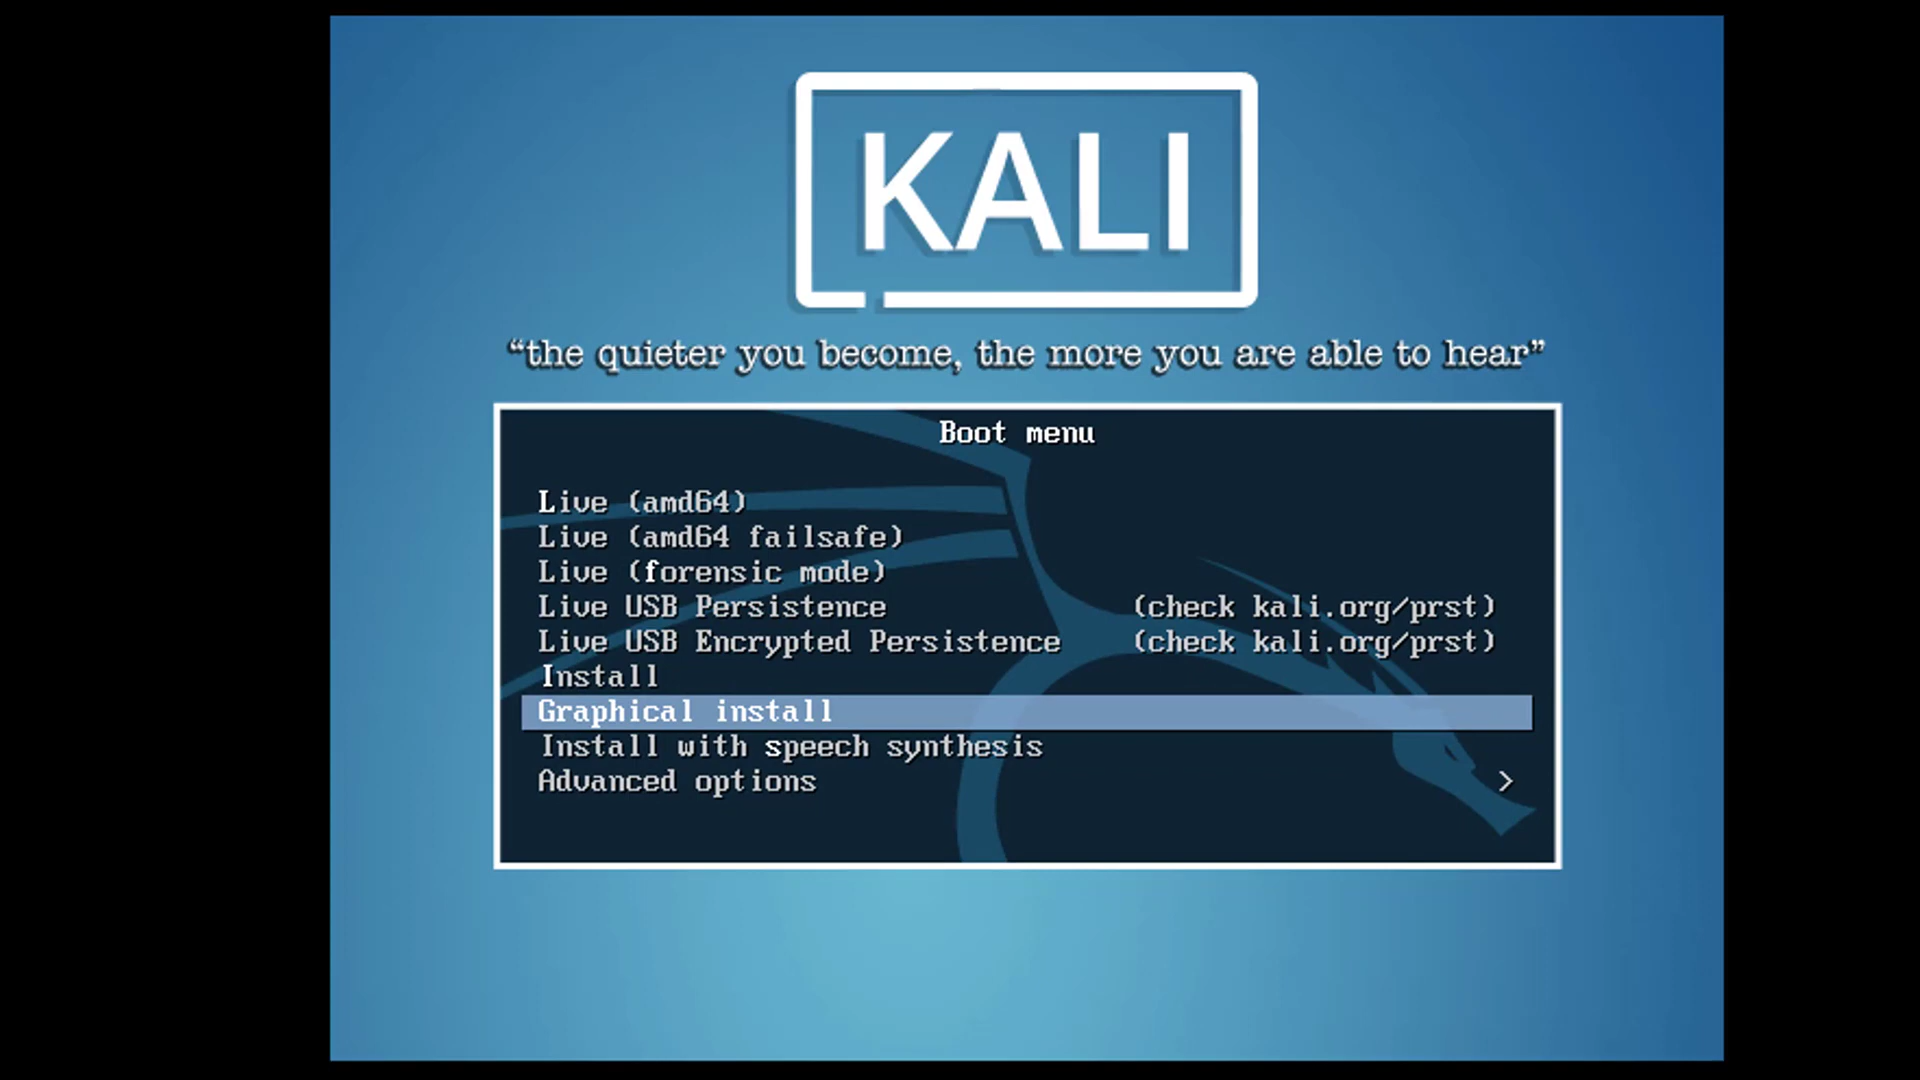 KALI
“the quieter you become, the more you are able to hear”
Boot menu
Live (amd64)
Live (amd64 failsafe)
Live (forensic mode)
Live USB Persistence (check kali.org/prst)
Live USB Encrypted Persistence (check kali.org/prst)
Install
Graphical install
Install with speech synthesis
Advanced options >